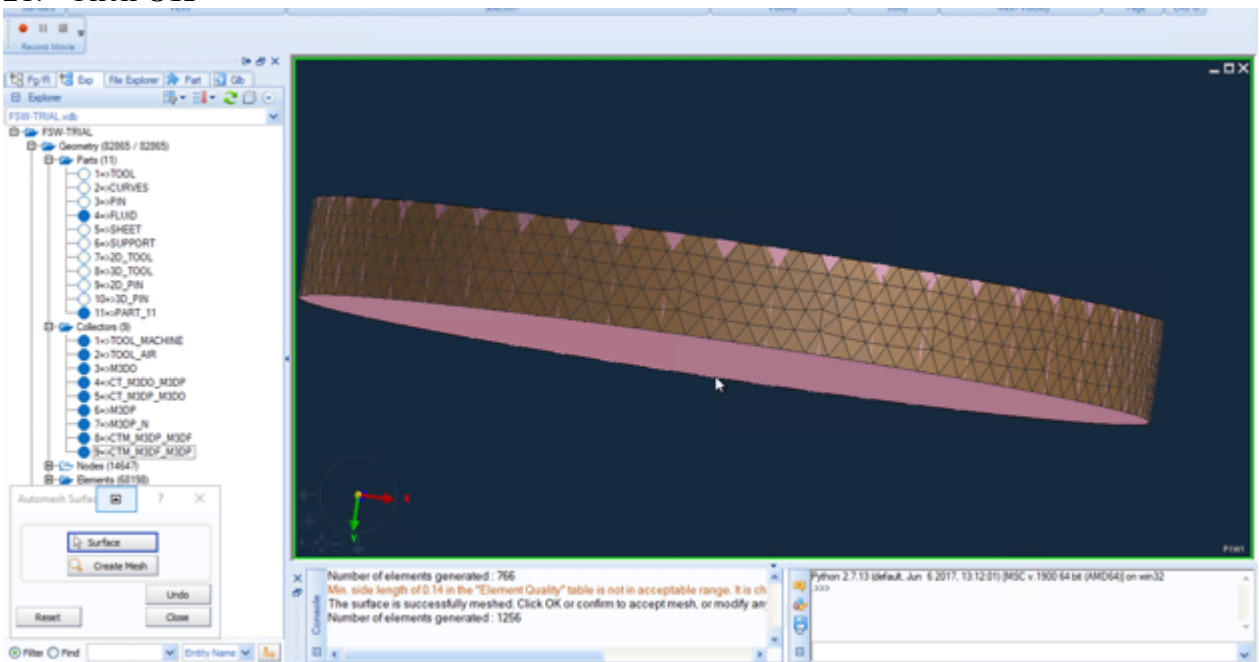 Record Movie
Pg/R Exp File Explorer Part Glb
Explorer
FSW-TRIAL.vdb
FSW-TRIAL
Geometry (82865 / 82865)
Parts (11)
1=>TOOL
2=>CURVES
3=>PIN
4=>FLUID
5=>SHEET
6=>SUPPORT
7=>2D_TOOL
8=>3D_TOOL
9=>2D_PIN
10=>3D_PIN
11=>PART_11
Collectors (9)
1=>TOOL_MACHINE
2=>TOOL_AIR
3=>M3DO
4=>CT_M3DO_M3DP
5=>CT_M3DP_M3DO
6=>M3DP
7=>M3DP_N
8=>CTM_M3DP_M3DF
9=>CTM_M3DF_M3DP
Nodes (14647)
Elements (68198)
Automesh Surfac ? ×
Surface
Create Mesh
Undo
Reset Close
Filter Find Entity Name
X
Y
P1W1
Console
Number of elements generated : 766
Min. side length of 0.14 in the "Element Quality" table is not in acceptable range. It is ch
The surface is successfully meshed. Click OK or confirm to accept mesh, or modify any
Number of elements generated : 1256
Python 2.7.13 (default, Jun 6 2017, 13:12:01) [MSC v.1900 64 bit (AMD64)] on win32
>>>